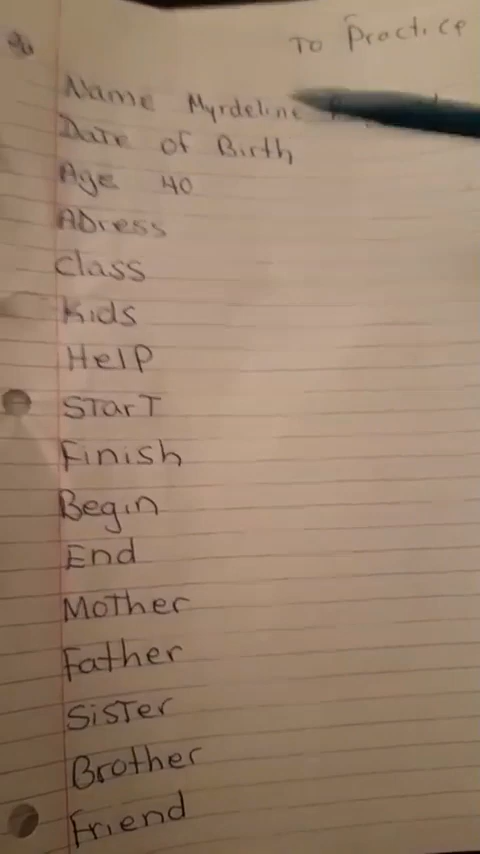 To Practice
Name Myrdeline
Date of Birth
Age 40
ADress
Class
Kids
Help
STarT
Finish
Begin
End
MoTher
Father
SisTer
Brother
Friend